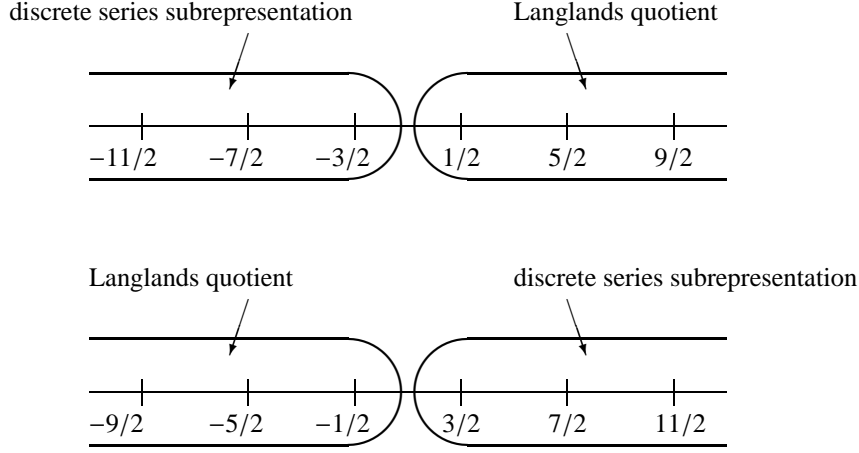 discrete series subrepresentation Langlands quotient
−11/2 −7/2 −3/2 1/2 5/2 9/2
Langlands quotient discrete series subrepresentation
−9/2 −5/2 −1/2 3/2 7/2 11/2